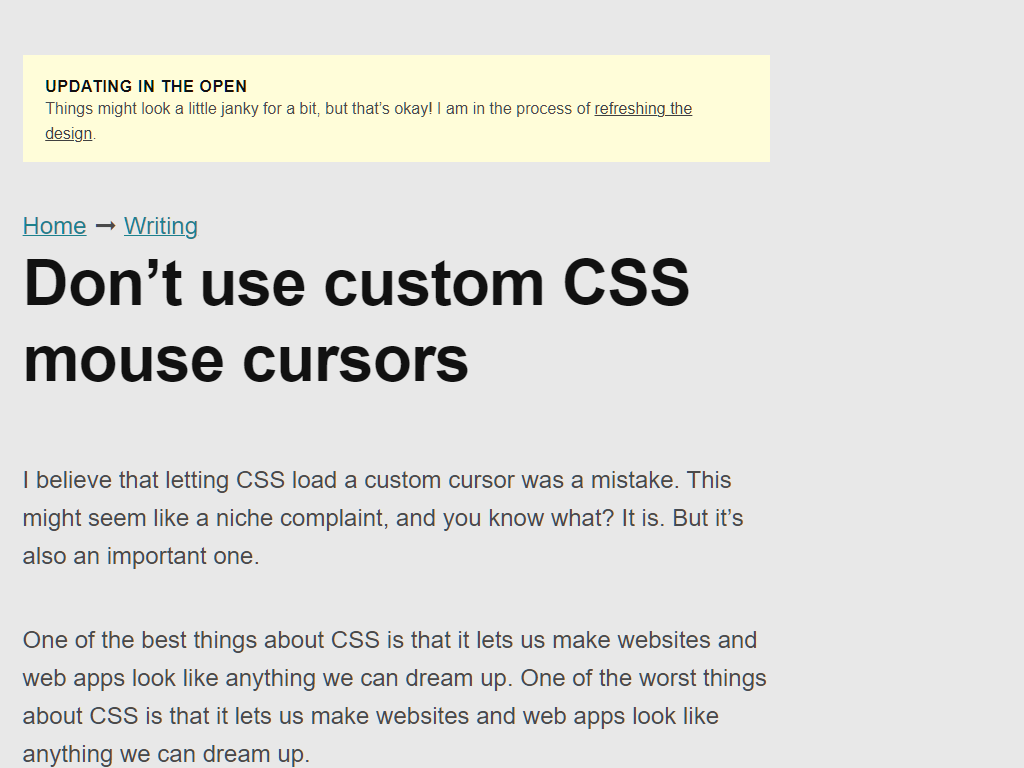 UPDATING IN THE OPEN
Things might look a little janky for a bit, but that’s okay! I am in the process of refreshing the
design.
Home → Writing
Don’t use custom CSS
mouse cursors
I believe that letting CSS load a custom cursor was a mistake. This
might seem like a niche complaint, and you know what? It is. But it’s
also an important one.
One of the best things about CSS is that it lets us make websites and
web apps look like anything we can dream up. One of the worst things
about CSS is that it lets us make websites and web apps look like
anything we can dream up.